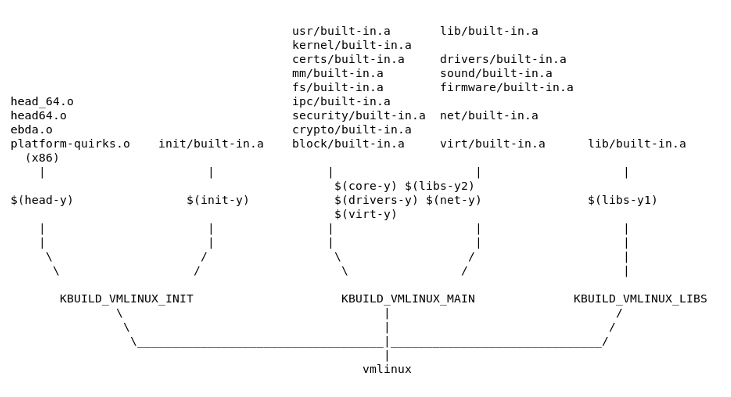 usr/built-in.a lib/built-in.a
kernel/built-in.a
certs/built-in.a drivers/built-in.a
mm/built-in.a sound/built-in.a
fs/built-in.a firmware/built-in.a
head_64.o ipc/built-in.a
head64.o security/built-in.a net/built-in.a
ebda.o crypto/built-in.a
platform-quirks.o init/built-in.a block/built-in.a virt/built-in.a lib/built-in.a
(x86)
$(core-y) $(libs-y2)
$(head-y) $(init-y) $(drivers-y) $(net-y) $(libs-y1)
$(virt-y)
KBUILD_VMLINUX_INIT KBUILD_VMLINUX_MAIN KBUILD_VMLINUX_LIBS
vmlinux